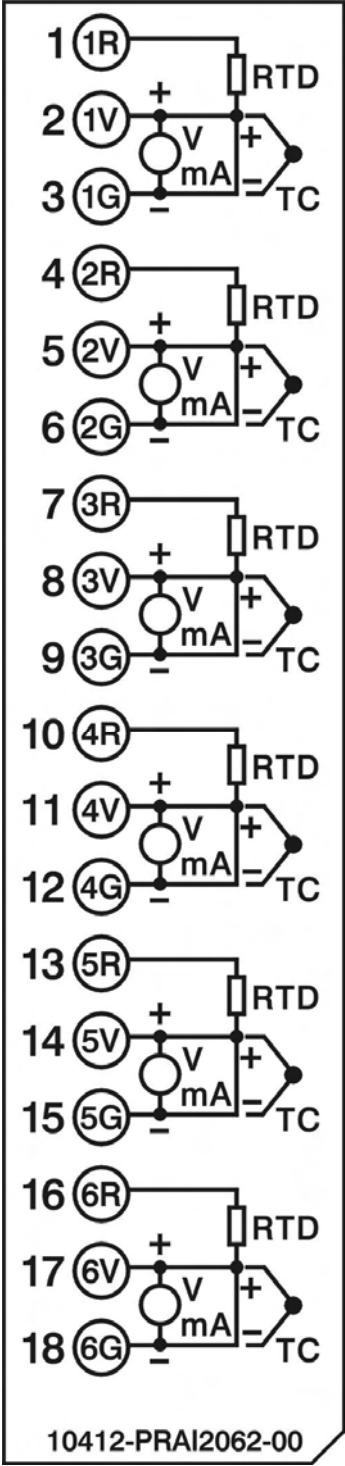 1 1R
RTD
+
2 1V
V
+
mA
3 1G
−
−
TC
4 2R
RTD
+
5 2V
V
+
mA
6 2G
−
−
TC
7 3R
RTD
+
8 3V
V
+
mA
9 3G
−
−
TC
10 4R
RTD
+
11 4V
V
+
mA
12 4G
−
−
TC
13 5R
RTD
+
14 5V
V
+
mA
15 5G
−
−
TC
16 6R
RTD
+
17 6V
V
+
mA
18 6G
−
−
TC
10412-PRAI2062-00